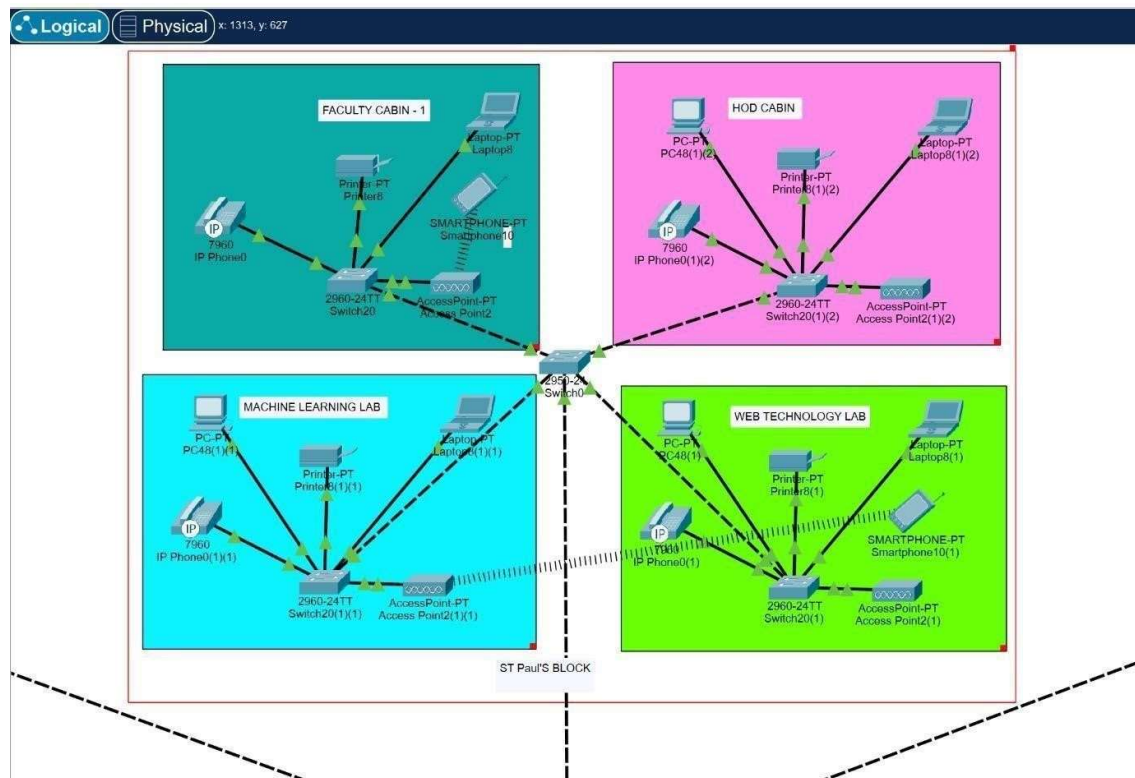 Logical Physical x: 1313, y: 627
FACULTY CABIN - 1
Laptop-PT
Laptop8
Printer-PT
Printer8
SMARTPHONE-PT
Smartphone10
IP
7960
IP Phone0
2960-24TT
Switch20
AccessPoint-PT
Access Point2
HOD CABIN
PC-PT
PC48(1)(2)
Laptop-PT
Laptop8(1)(2)
Printer-PT
Printer8(1)(2)
IP
7960
IP Phone0(1)(2)
2960-24TT
Switch20(1)(2)
AccessPoint-PT
Access Point2(1)(2)
2950-24
Switch0
MACHINE LEARNING LAB
PC-PT
PC48(1)(1)
Laptop-PT
Laptop8(1)(1)
Printer-PT
Printer8(1)(1)
IP
7960
IP Phone0(1)(1)
2960-24TT
Switch20(1)(1)
AccessPoint-PT
Access Point2(1)(1)
WEB TECHNOLOGY LAB
PC-PT
PC48(1)
Laptop-PT
Laptop8(1)
Printer-PT
Printer8(1)
IP
7960
IP Phone0(1)
SMARTPHONE-PT
Smartphone10(1)
2960-24TT
Switch20(1)
AccessPoint-PT
Access Point2(1)
ST Paul'S BLOCK